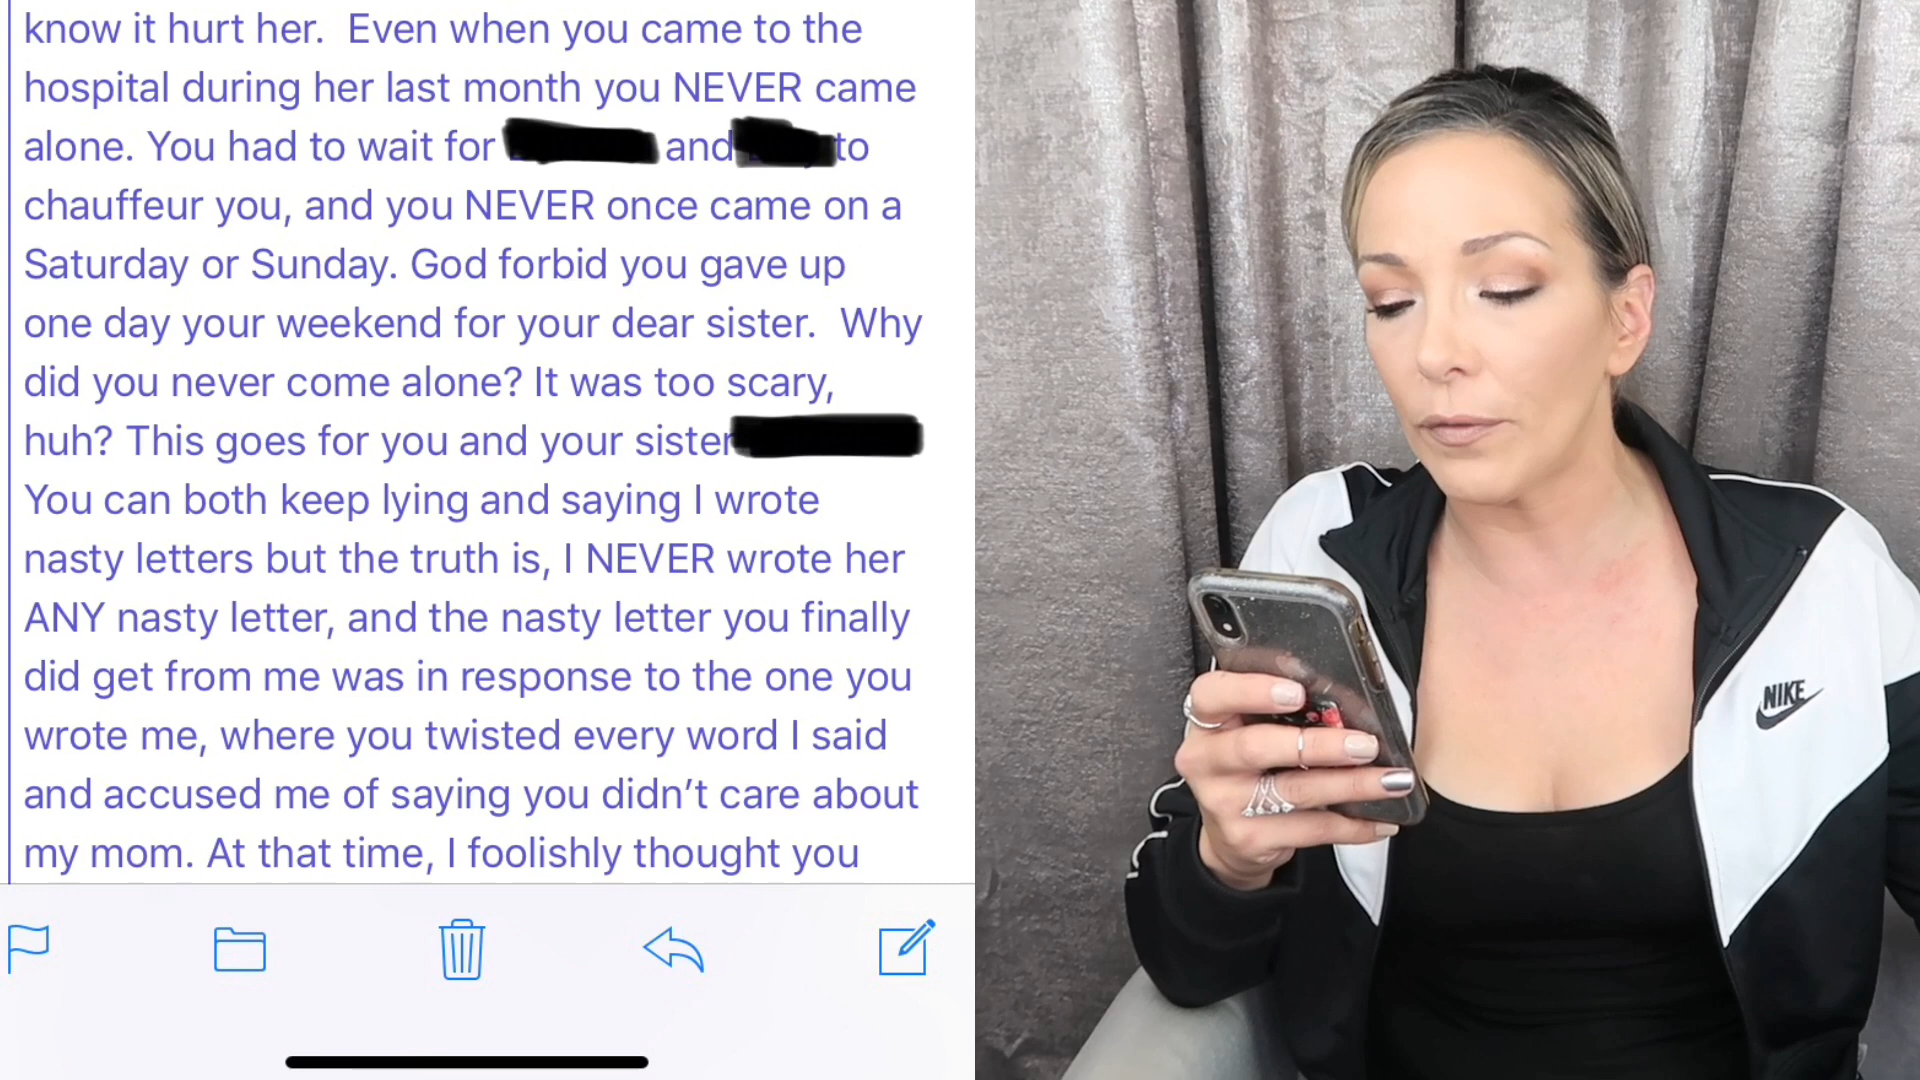 know it hurt her. Even when you came to the
hospital during her last month you NEVER came
alone. You had to wait for and to
chauffeur you, and you NEVER once came on a
Saturday or Sunday. God forbid you gave up
one day your weekend for your dear sister. Why
did you never come alone? It was too scary,
huh? This goes for you and your sister
You can both keep lying and saying I wrote
nasty letters but the truth is, I NEVER wrote her
ANY nasty letter, and the nasty letter you finally
did get from me was in response to the one you
wrote me, where you twisted every word I said
and accused me of saying you didn’t care about
my mom. At that time, I foolishly thought you
NIKE